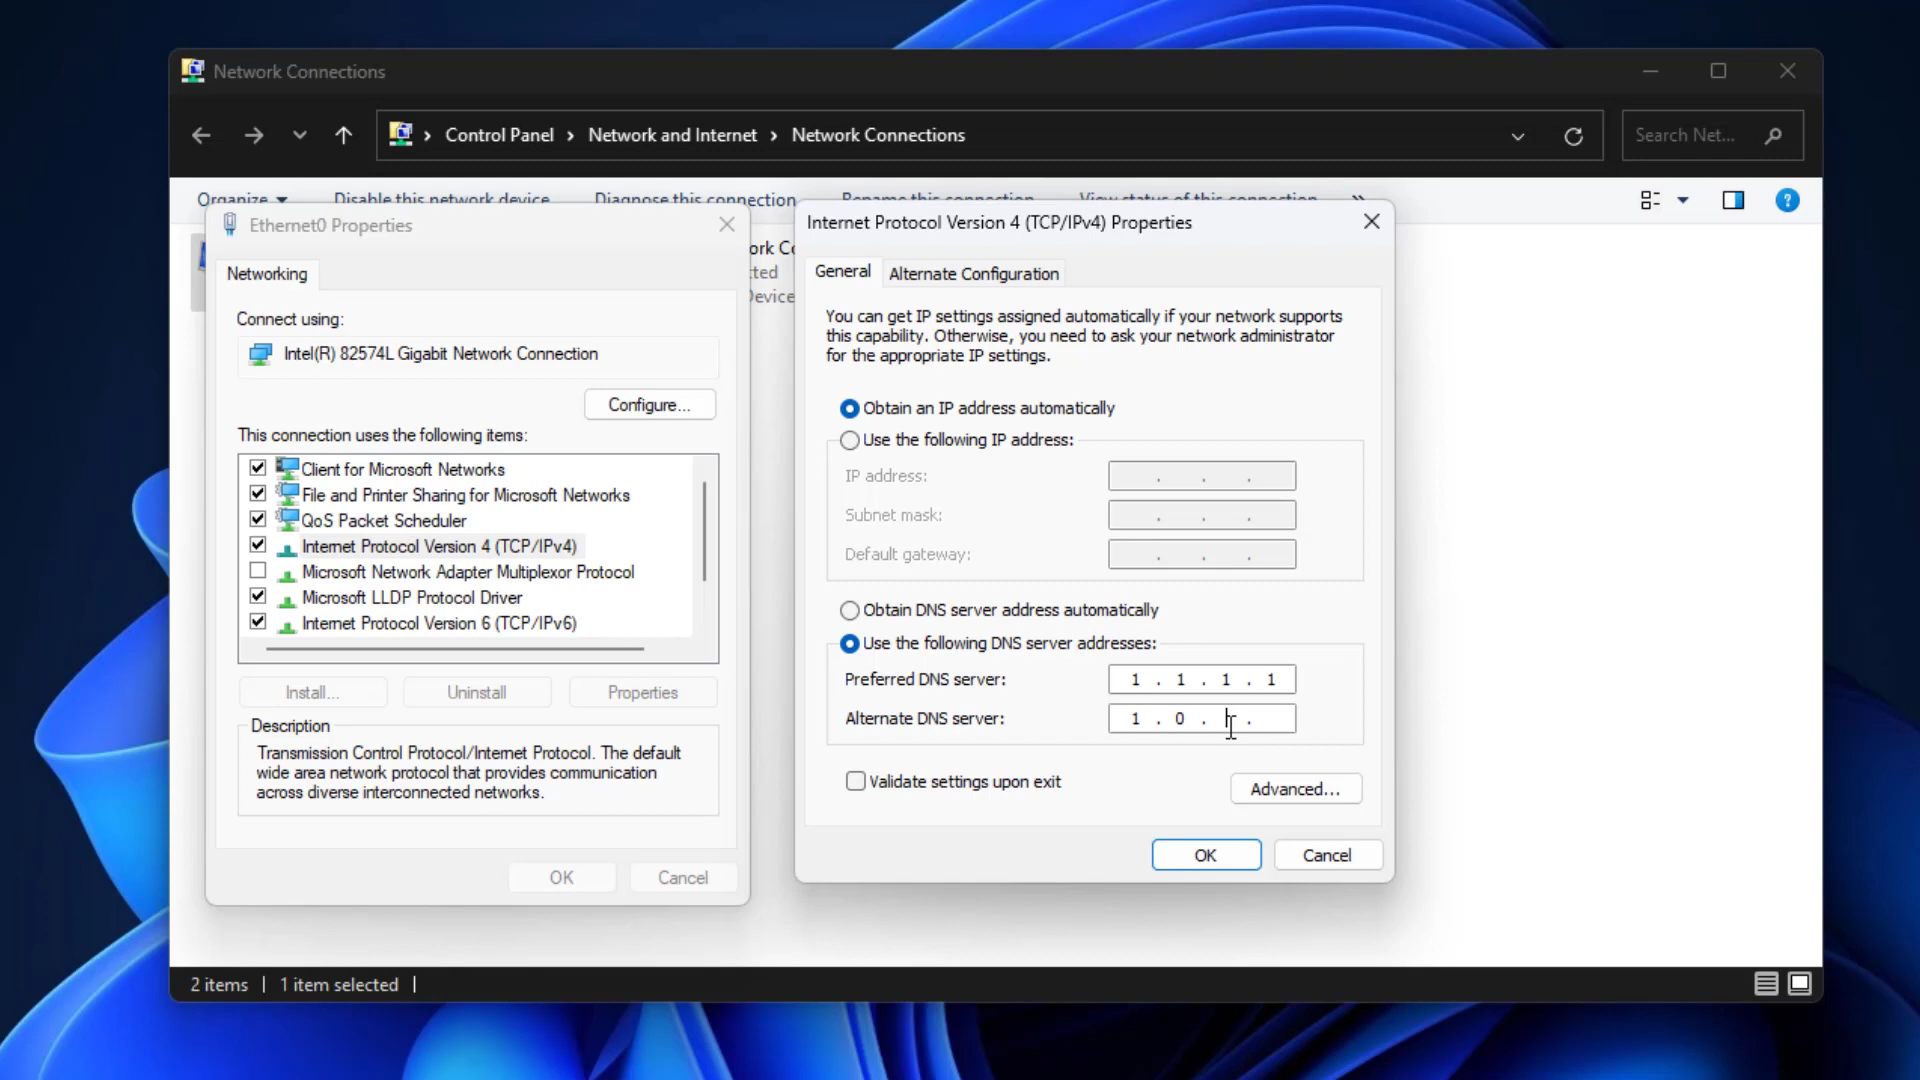 Network Connections
Control Panel > Network and Internet > Network Connections
Search Net...
Organize Disable this network device Diagnose this connection Rename this connection View status of this connection »
Ethernet0 Properties
Networking
Connect using:
Intel(R) 82574L Gigabit Network Connection
Configure...
This connection uses the following items:
Client for Microsoft Networks
File and Printer Sharing for Microsoft Networks
QoS Packet Scheduler
Internet Protocol Version 4 (TCP/IPv4)
Microsoft Network Adapter Multiplexor Protocol
Microsoft LLDP Protocol Driver
Internet Protocol Version 6 (TCP/IPv6)
Install... Uninstall Properties
Description
Transmission Control Protocol/Internet Protocol. The default
wide area network protocol that provides communication
across diverse interconnected networks.
OK Cancel
Internet Protocol Version 4 (TCP/IPv4) Properties
General Alternate Configuration
You can get IP settings assigned automatically if your network supports
this capability. Otherwise, you need to ask your network administrator
for the appropriate IP settings.
Obtain an IP address automatically
Use the following IP address:
IP address: . . .
Subnet mask: . . .
Default gateway: . . .
Obtain DNS server address automatically
Use the following DNS server addresses:
Preferred DNS server: 1 . 1 . 1 . 1
Alternate DNS server: 1 . 0 . .
Validate settings upon exit
Advanced...
OK Cancel
2 items | 1 item selected |